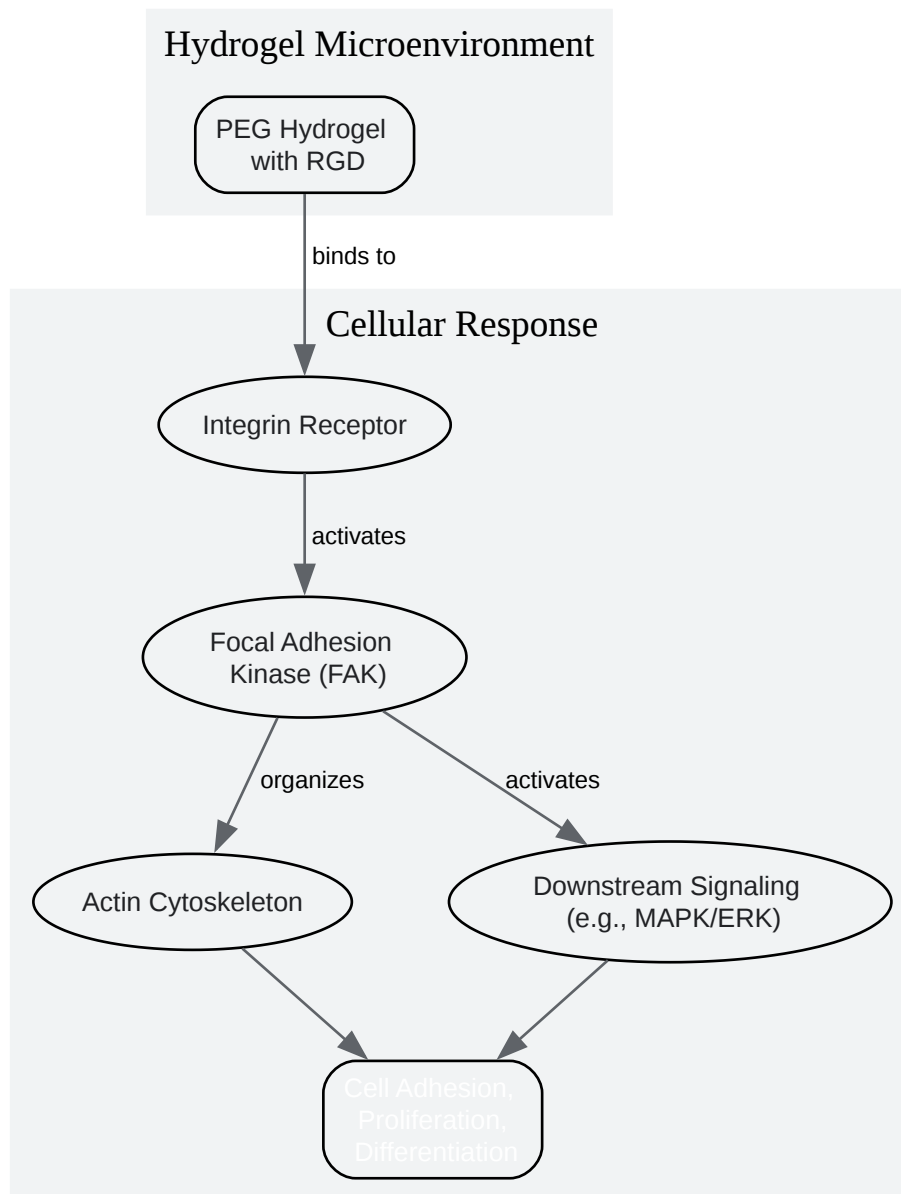 Hydrogel Microenvironment
PEG Hydrogel
with RGD
binds to
Cellular Response
Integrin Receptor
activates
Focal Adhesion
Kinase (FAK)
organizes
activates
Actin Cytoskeleton
Downstream Signaling
(e.g., MAPK/ERK)
Cell Adhesion,
Proliferation,
Differentiation